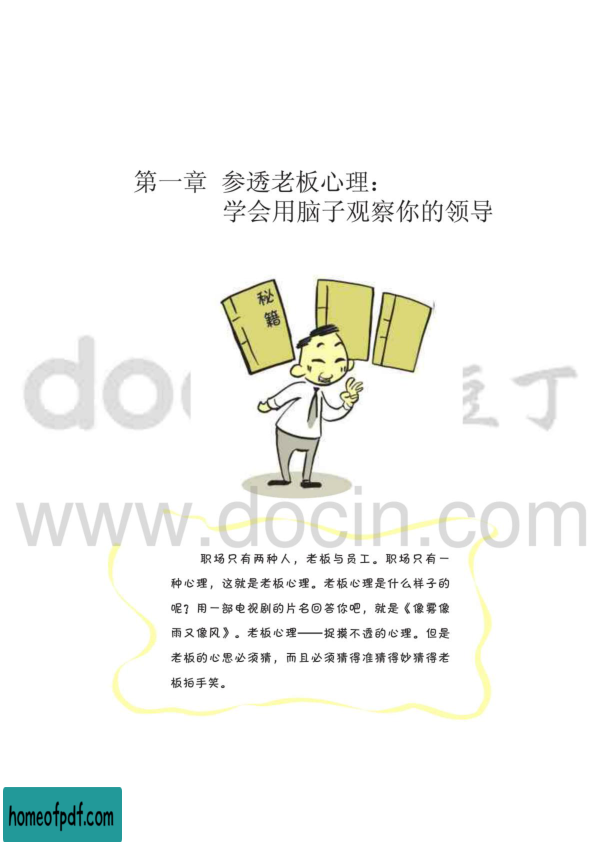 第一章 参透老板心理：
学会用脑子观察你的领导
秘
籍
doc
豆丁
www.docin.com
职场只有两种人，老板与员工。职场只有一
种心理，这就是老板心理。老板心理是什么样子的
呢？用一部电视剧的片名回答你吧，就是《像雾像
雨又像风》。老板心理——捉摸不透的心理。但是
老板的心思必须猜，而且必须猜得准猜得妙猜得老
板拍手笑。
homeofpdf.com